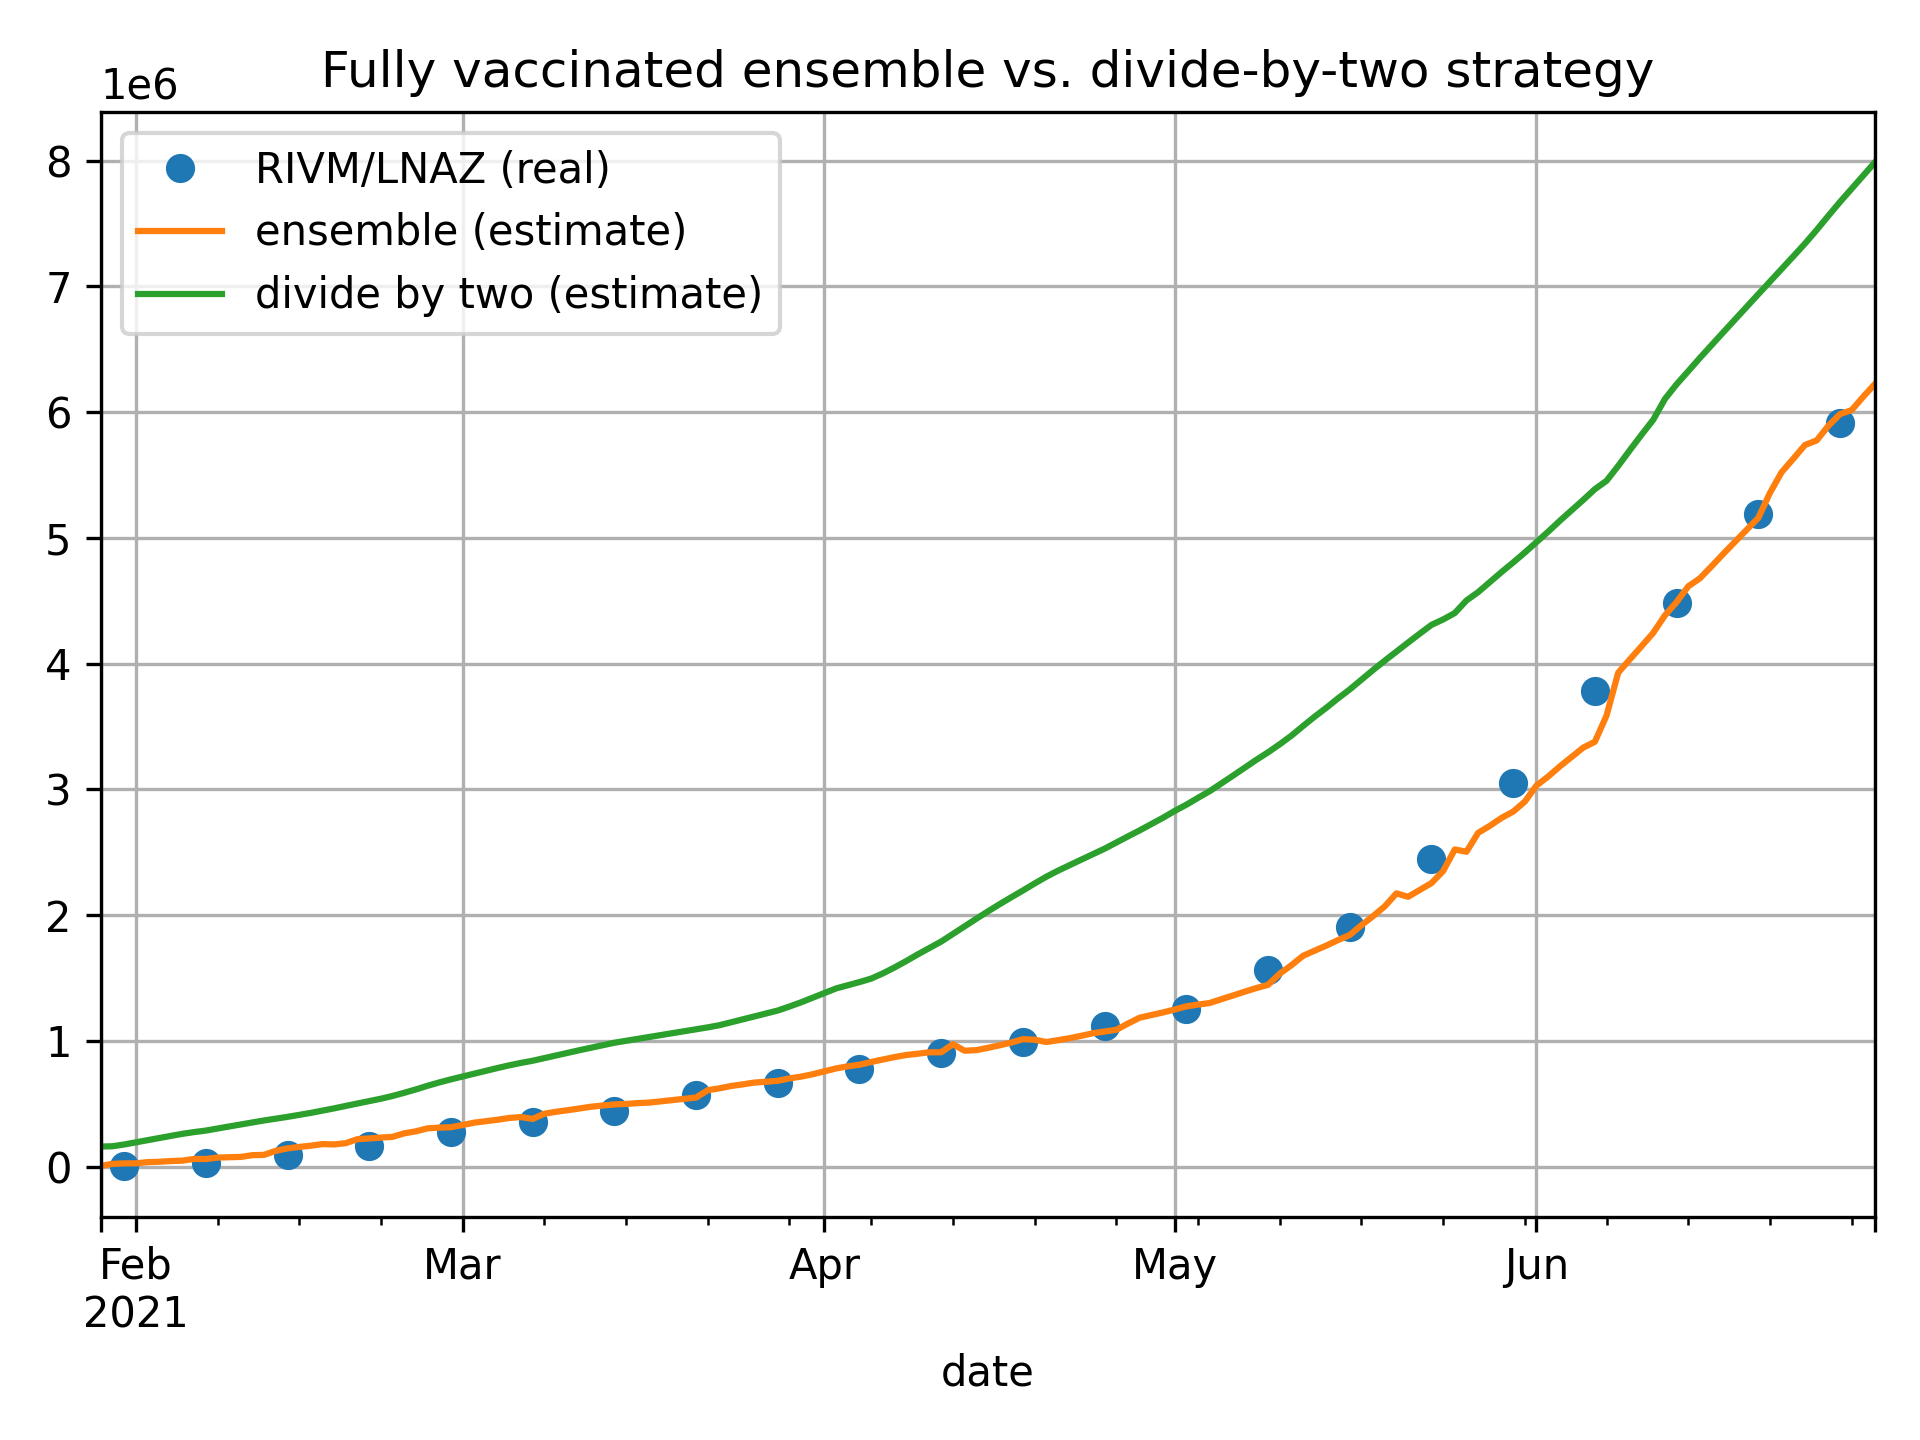 Fully vaccinated ensemble vs. divide-by-two strategy
1e6
RIVM/LNAZ (real)
ensemble (estimate)
divide by two (estimate)
8
7
6
5
4
3
2
1
0
Feb Mar Apr May Jun
2021
date